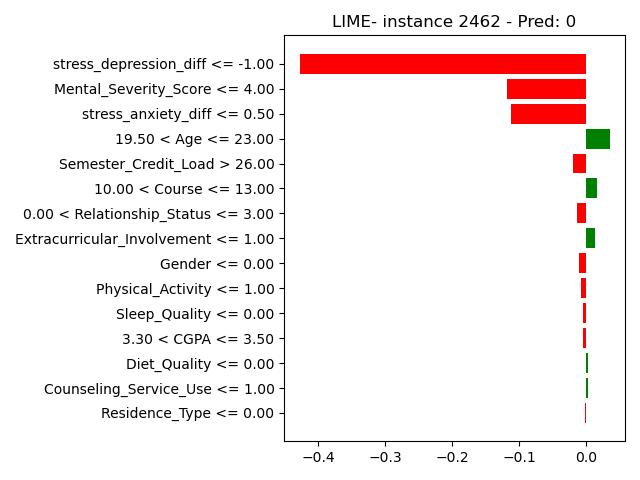 LIME- instance 2462 - Pred: 0
stress_depression_diff <= -1.00
Mental_Severity_Score <= 4.00
stress_anxiety_diff <= 0.50
19.50 < Age <= 23.00
Semester_Credit_Load > 26.00
10.00 < Course <= 13.00
0.00 < Relationship_Status <= 3.00
Extracurricular_Involvement <= 1.00
Gender <= 0.00
Physical_Activity <= 1.00
Sleep_Quality <= 0.00
3.30 < CGPA <= 3.50
Diet_Quality <= 0.00
Counseling_Service_Use <= 1.00
Residence_Type <= 0.00
−0.4 −0.3 −0.2 −0.1 0.0